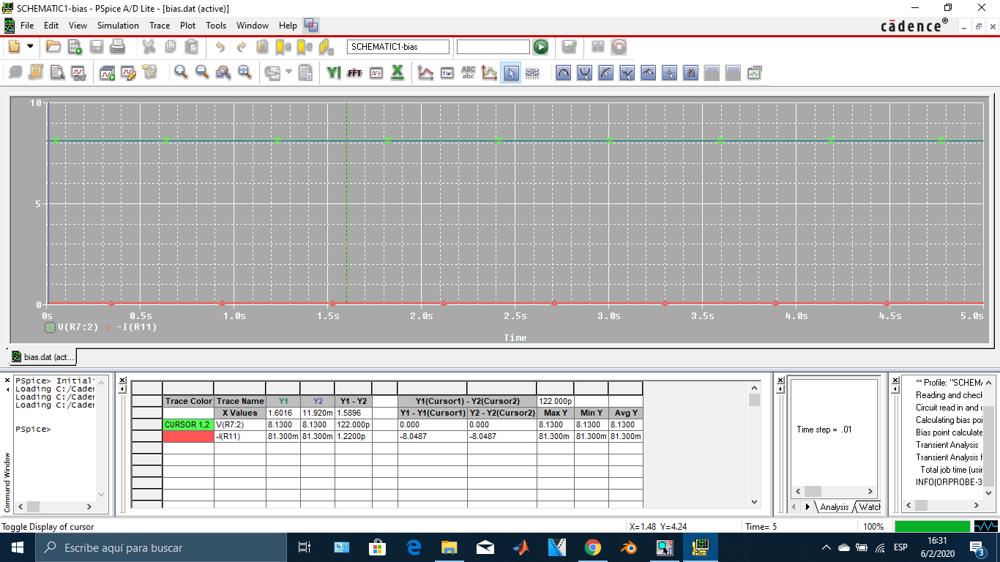 SCHEMATIC1-bias - PSpice A/D Lite - [bias.dat (active)]
File Edit View Simulation Trace Plot Tools Window Help
cādence®
SCHEMATIC1-bias
FFT
ABC
abc
10
5
0
0s 0.5s 1.0s 1.5s 2.0s 2.5s 3.0s 3.5s 4.0s 4.5s 5.0s
V(R7:2) -I(R11)
Time
bias.dat (act...
PSpice> Initial
Loading C:/Caden
Loading C:/Caden
Loading C:/Caden
PSpice>
Command Window
Trace Color Trace Name Y1 Y2 Y1 - Y2 Y1(Cursor1) - Y2(Cursor2) 122.000p
X Values 1.6016 11.920m 1.5896 Y1 - Y1(Cursor1) Y2 - Y2(Cursor2) Max Y Min Y Avg Y
CURSOR 1,2 V(R7:2) 8.1300 8.1300 122.000p 0.000 0.000 8.1300 8.1300 8.1300
-I(R11) 81.300m 81.300m 1.2200p -8.0487 -8.0487 81.300m 81.300m 81.300m
Time step = .01
Analysis Watch
** Profile: "SCHEMA
Reading and check
Circuit read in and c
Calculating bias poi
Bias point calculate
Transient Analysis
Transient Analysis f
Total job time (usin
INFO(ORPROBE-3
Toggle Display of cursor
X=1.48 Y=4.24
Time= 5
100%
Escribe aquí para buscar
ESP
16:31
6/2/2020
3